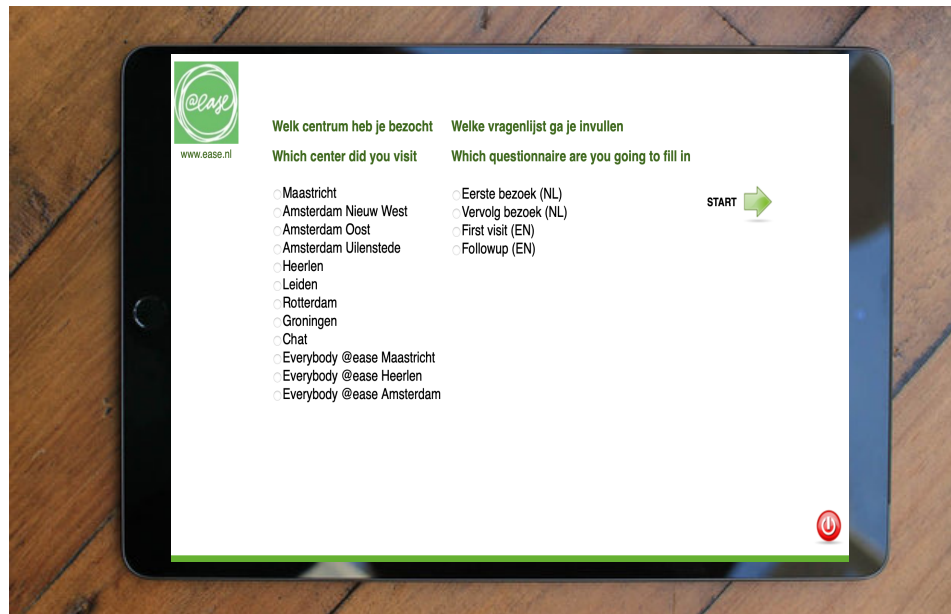 @ease
www.ease.nl
Welk centrum heb je bezocht
Which center did you visit
Maastricht
Amsterdam Nieuw West
Amsterdam Oost
Amsterdam Uilenstede
Heerlen
Leiden
Rotterdam
Groningen
Chat
Everybody @ease Maastricht
Everybody @ease Heerlen
Everybody @ease Amsterdam
Welke vragenlijst ga je invullen
Which questionnaire are you going to fill in
Eerste bezoek (NL)
Vervolg bezoek (NL)
First visit (EN)
Followup (EN)
START